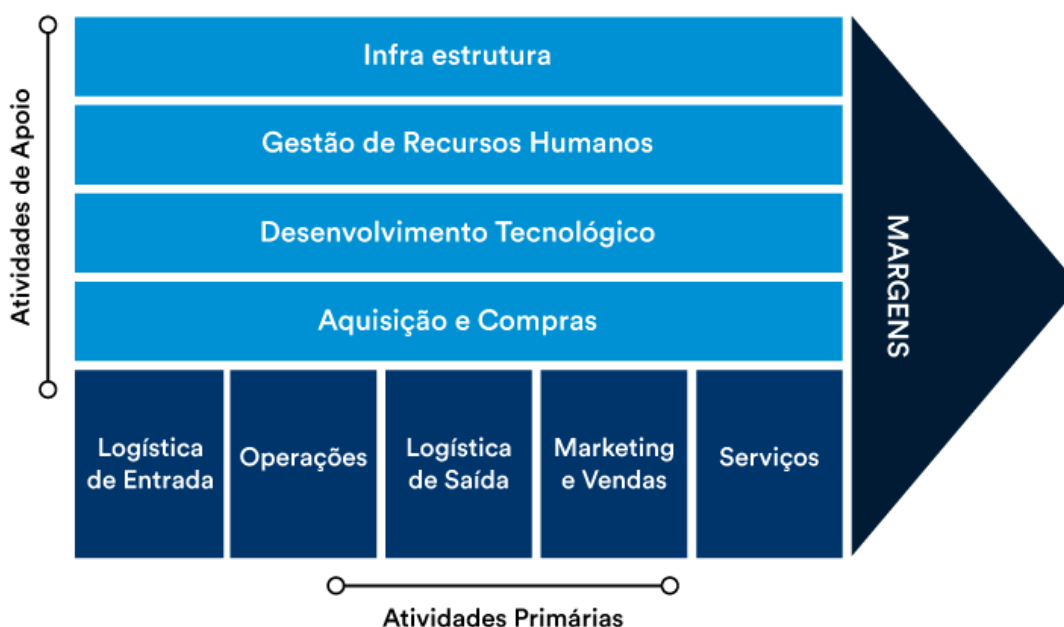 Atividades de Apoio
Infra estrutura
Gestão de Recursos Humanos
Desenvolvimento Tecnológico
Aquisição e Compras
Logística
de Entrada
Operações
Logística
de Saída
Marketing
e Vendas
Serviços
MARGENS
Atividades Primárias